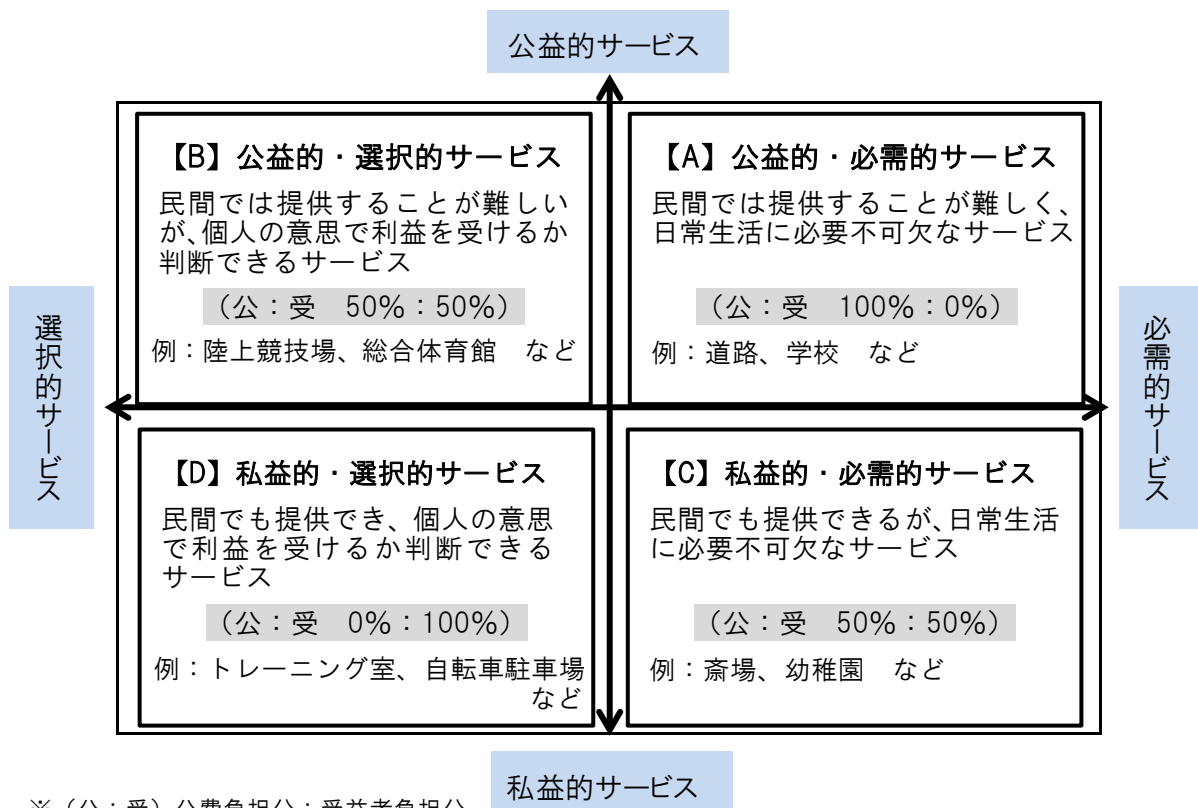 公益的サービス
【B】公益的・選択的サービス
民間では提供することが難しい
が、個人の意思で利益を受けるか
判断できるサービス
（公：受　50％：50％）
例：陸上競技場、総合体育館　など
【A】公益的・必需的サービス
民間では提供することが難しく、
日常生活に必要不可欠なサービス
（公：受　100％：0％）
例：道路、学校　など
選択的サービス
必需的サービス
【D】私益的・選択的サービス
民間でも提供でき、個人の意思
で利益を受けるか判断できる
サービス
（公：受　0％：100％）
例：トレーニング室、自転車駐車場
など
【C】私益的・必需的サービス
民間でも提供できるが、日常生活
に必要不可欠なサービス
（公：受　50％：50％）
例：斎場、幼稚園　など
私益的サービス
※（公：受）公費負担分：受益者負担分